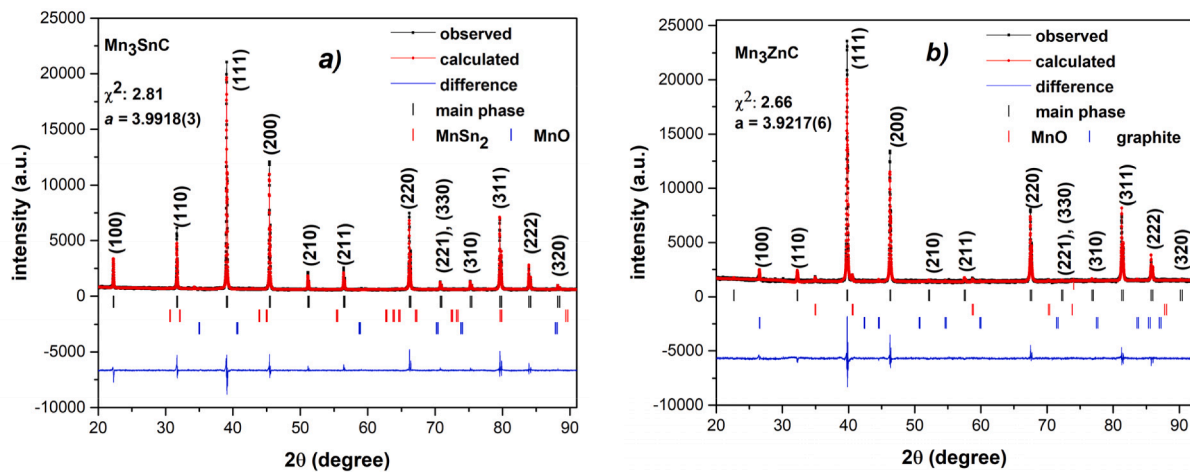 Mn3SnC
a)
χ²: 2.81
a = 3.9918(3)
observed
calculated
difference
main phase
MnSn2
MnO
(100)
(110)
(111)
(200)
(210)
(211)
(220)
(221), (330)
(310)
(311)
(222)
(320)
25000
20000
15000
10000
5000
0
-5000
-10000
intensity (a.u.)
20
30
40
50
60
70
80
90
2θ (degree)
Mn3ZnC
b)
χ²: 2.66
a = 3.9217(6)
observed
calculated
difference
main phase
MnO
graphite
(100)
(110)
(111)
(200)
(210)
(211)
(220)
(221), (330)
(310)
(311)
(222)
(320)
25000
20000
15000
10000
5000
0
-5000
-10000
intensity (a.u.)
20
30
40
50
60
70
80
90
2θ (degree)